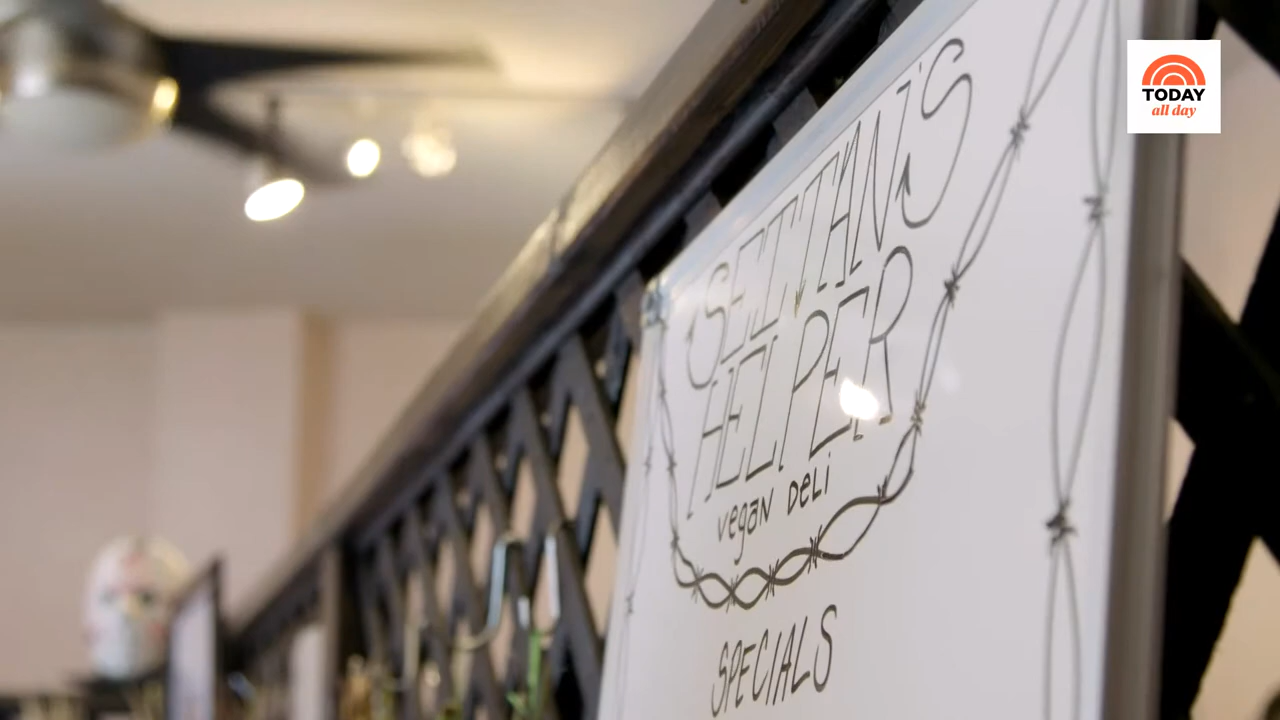 SEITAN'S
HELPER
vegan DELi
SPECIALS
TODAY
all day